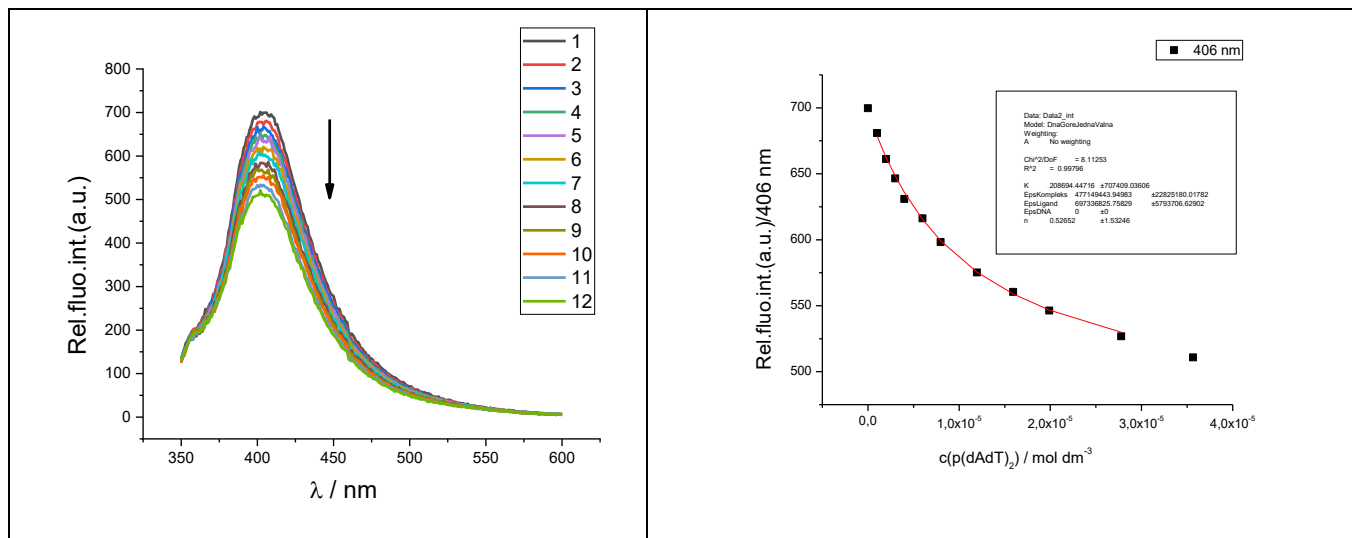 1
2
3
4
5
6
7
8
9
10
11
12
800
700
600
500
400
300
200
100
0
Rel.fluo.int.(a.u.)
350 400 450 500 550 600
λ / nm
406 nm
Data: Data2_int
Model: DnaGoreJednaValna
Weighting:
A No weighting
Chi^2/DoF = 8.11253
R^2 = 0.99796
K 208694.44716 ±707409.03606
EpsKompleks 477149443.94983 ±22825180.01782
EpsLigand 697336825.75829 ±5793706.62902
EpsDNA 0 ±0
n 0.52652 ±1.53246
700
650
600
550
500
Rel.fluo.int.(a.u.)/406 nm
0,0 1,0x10⁻⁵ 2,0x10⁻⁵ 3,0x10⁻⁵ 4,0x10⁻⁵
c(p(dAdT)₂) / mol dm⁻³